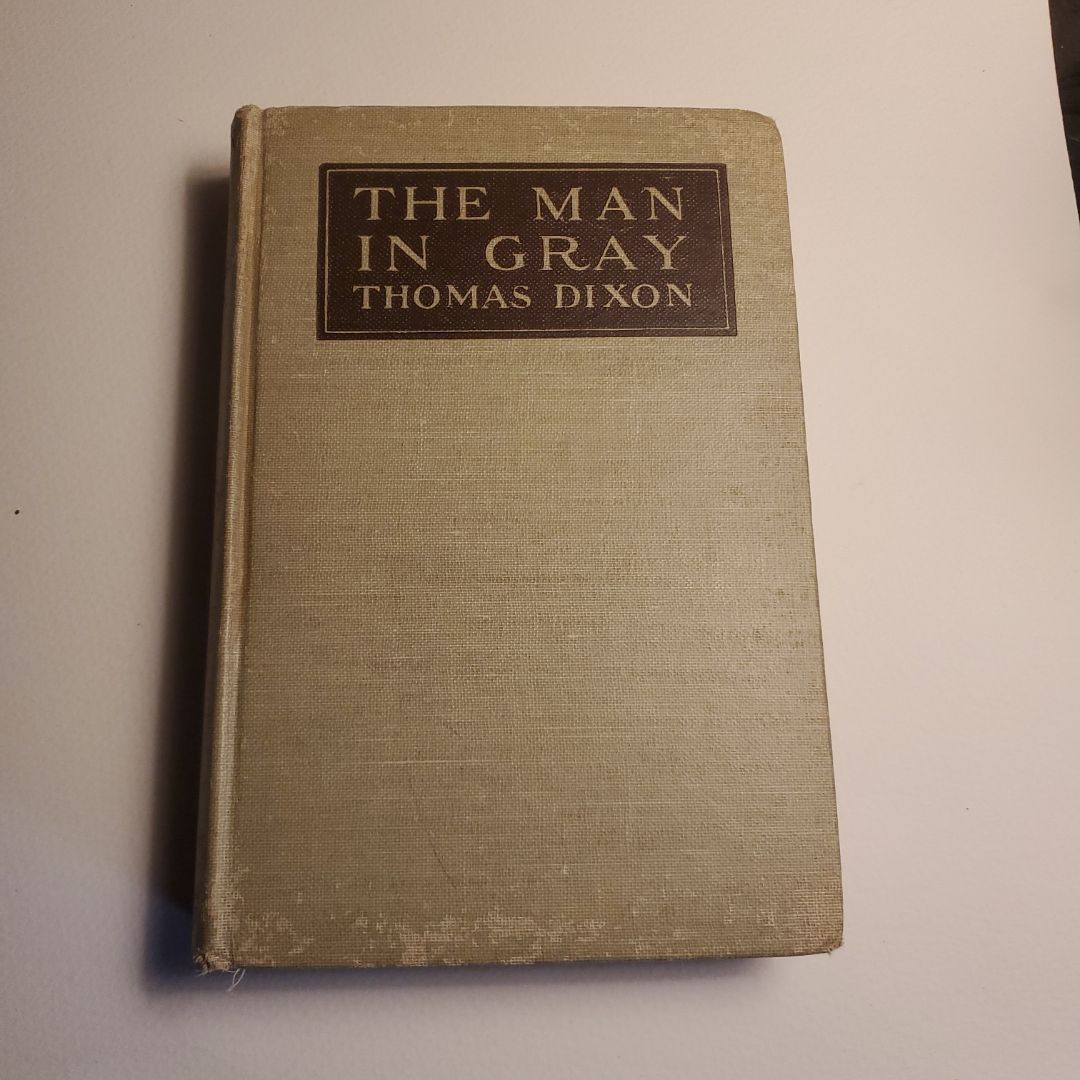 THE MAN
IN GRAY
THOMAS DIXON